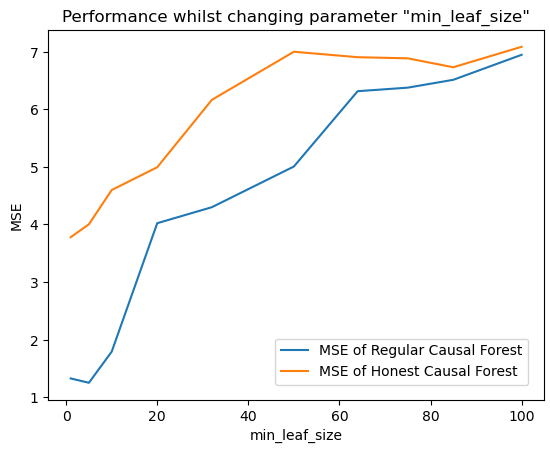 Performance whilst changing parameter "min_leaf_size"
7
6
5
4
3
2
1
MSE
MSE of Regular Causal Forest
MSE of Honest Causal Forest
0 20 40 60 80 100
min_leaf_size